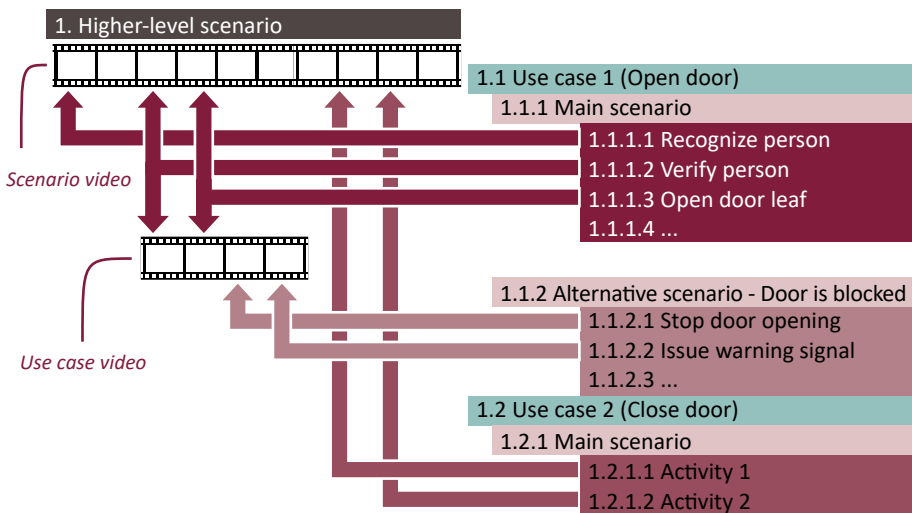 1. Higher-level scenario
1.1 Use case 1 (Open door)
1.1.1 Main scenario
1.1.1.1 Recognize person
1.1.1.2 Verify person
Scenario video
1.1.1.3 Open door leaf
1.1.1.4 ...
1.1.2 Alternative scenario - Door is blocked
1.1.2.1 Stop door opening
1.1.2.2 Issue warning signal
Use case video
1.1.2.3 ...
1.2 Use case 2 (Close door)
1.2.1 Main scenario
1.2.1.1 Activity 1
1.2.1.2 Activity 2